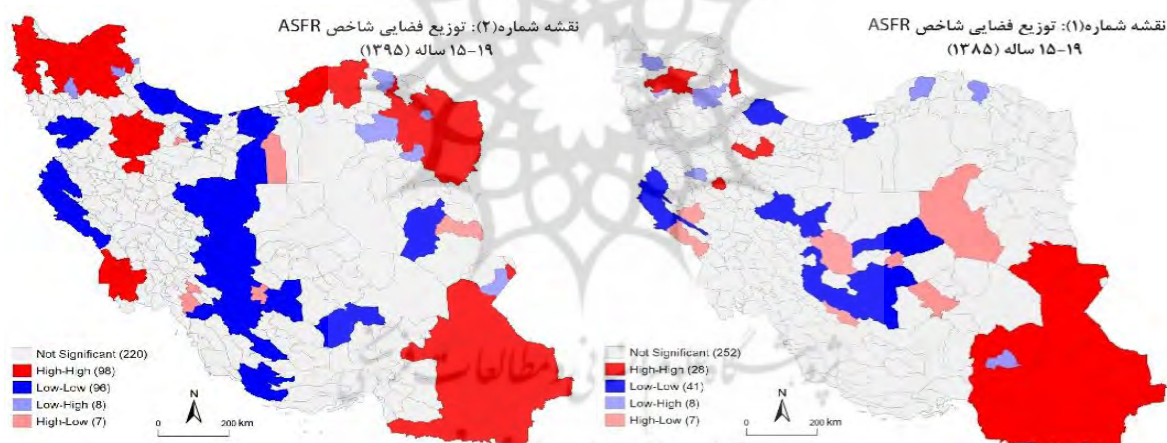 نقشه شماره(۱): توزیع فضایی شاخص ASFR
۱۵-۱۹ ساله (۱۳۸۵)
نقشه شماره(۲): توزیع فضایی شاخص ASFR
۱۵-۱۹ ساله (۱۳۹۵)
Not Significant (220)
High-High (98)
Low-Low (96)
Low-High (8)
High-Low (7)
N
0 200 km
Not Significant (252)
High-High (28)
Low-Low (41)
Low-High (8)
High-Low (7)
N
0 200 km
مطالعات